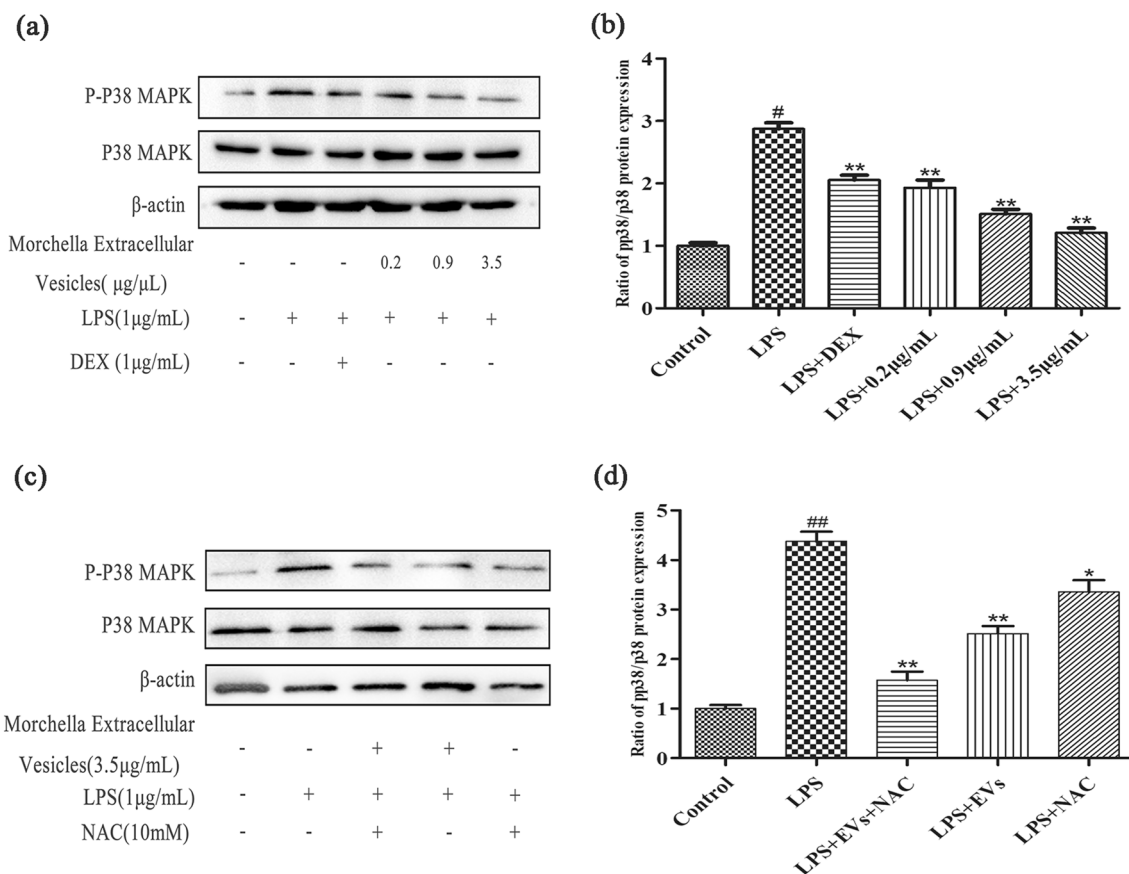 (a)
P-P38 MAPK
P38 MAPK
β-actin
Morchella Extracellular
Vesicles( μg/μL) - - - 0.2 0.9 3.5
LPS(1μg/mL) - + + + + +
DEX (1μg/mL) - - + - - -
(b)
Ratio of pp38/p38 protein expression
4
3
2
1
0
#
**
**
**
**
Control
LPS
LPS+DEX
LPS+0.2μg/mL
LPS+0.9μg/mL
LPS+3.5μg/mL
(c)
P-P38 MAPK
P38 MAPK
β-actin
Morchella Extracellular
Vesicles(3.5μg/mL) - - + + -
LPS(1μg/mL) - + + + +
NAC(10mM) - - + - +
(d)
Ratio of pp38/p38 protein expression
5
4
3
2
1
0
##
**
**
*
Control
LPS
LPS+EVs+NAC
LPS+EVs
LPS+NAC